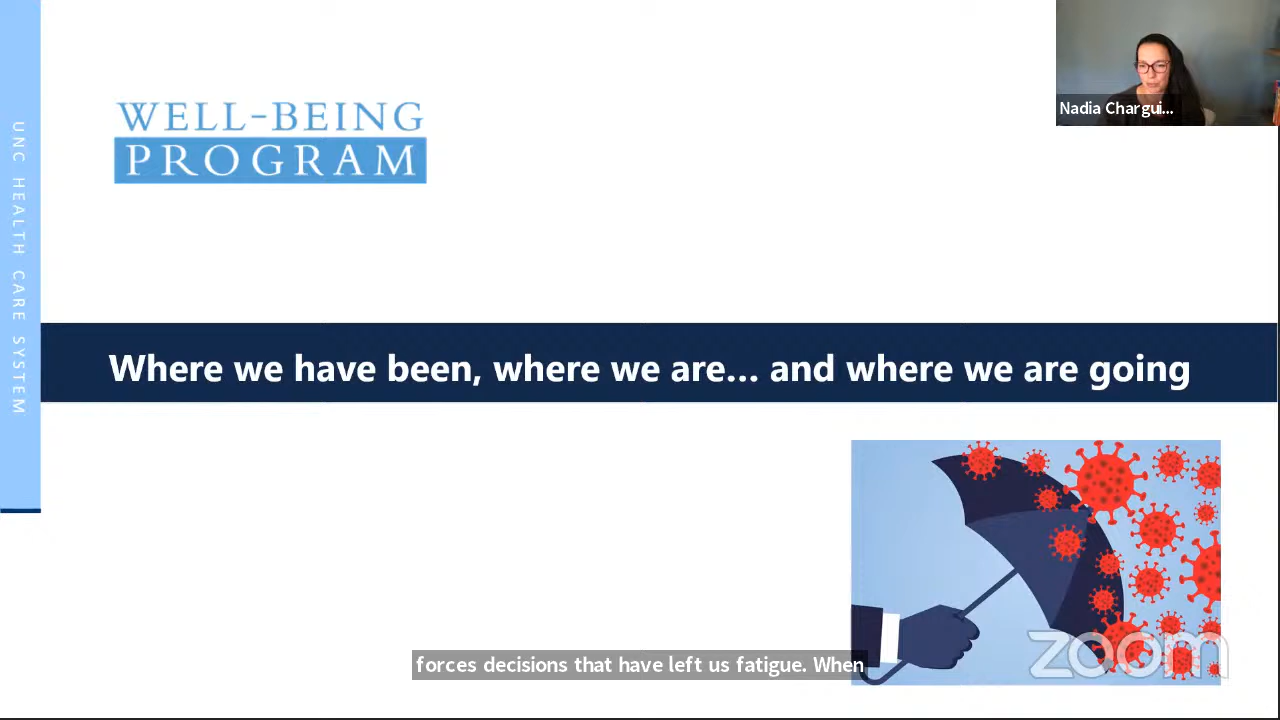 WELL-BEING
PROGRAM
Nadia Chargui...
UNC HEALTH CARE SYSTEM
Where we have been, where we are... and where we are going
forces decisions that have left us fatigue. When
zoom